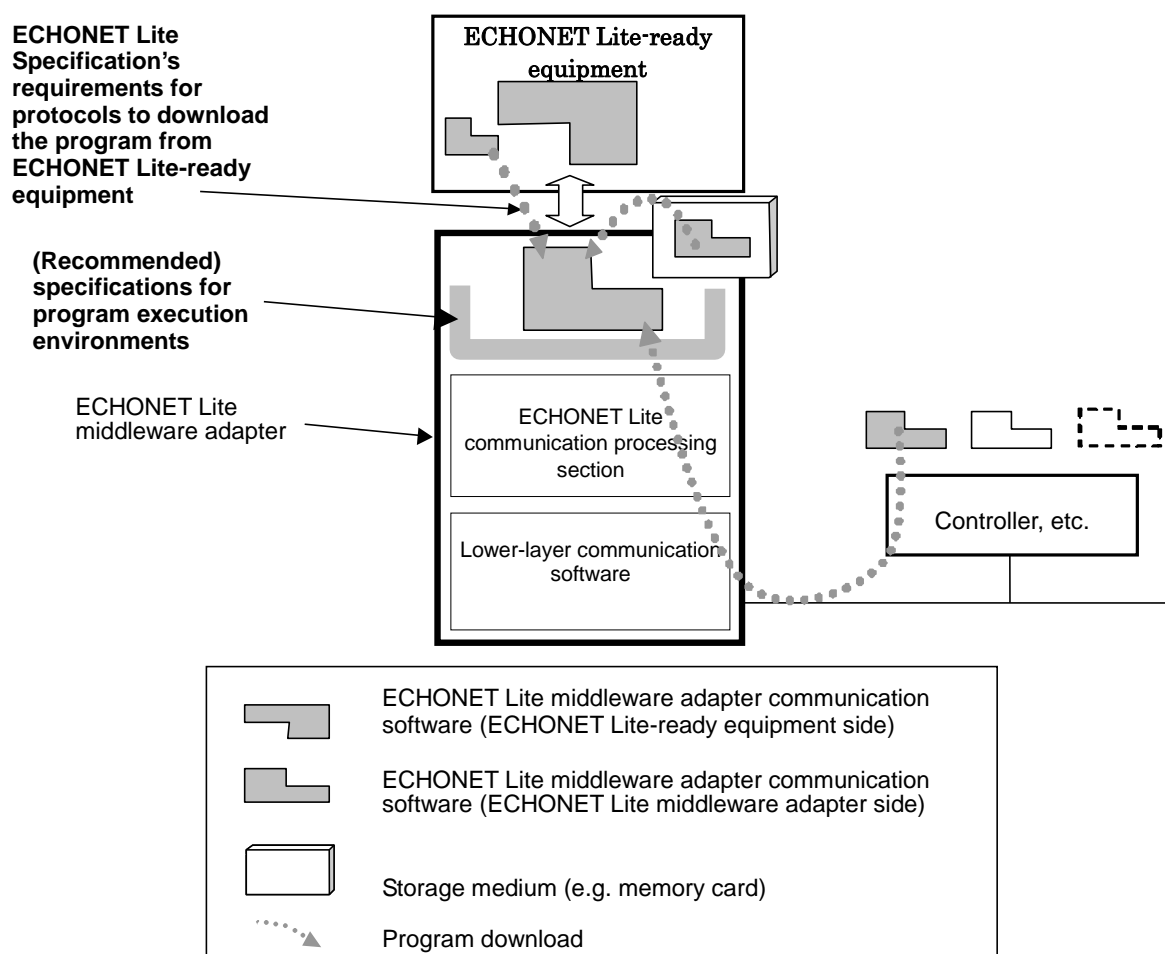 ECHONET Lite
Specification's
requirements for
protocols to download
the program from
ECHONET Lite-ready
equipment
ECHONET Lite-ready
equipment
(Recommended)
specifications for
program execution
environments
ECHONET Lite
middleware adapter
ECHONET Lite
communication processing
section
Lower-layer communication
software
Controller, etc.
ECHONET Lite middleware adapter communication
software (ECHONET Lite-ready equipment side)
ECHONET Lite middleware adapter communication
software (ECHONET Lite middleware adapter side)
Storage medium (e.g. memory card)
Program download